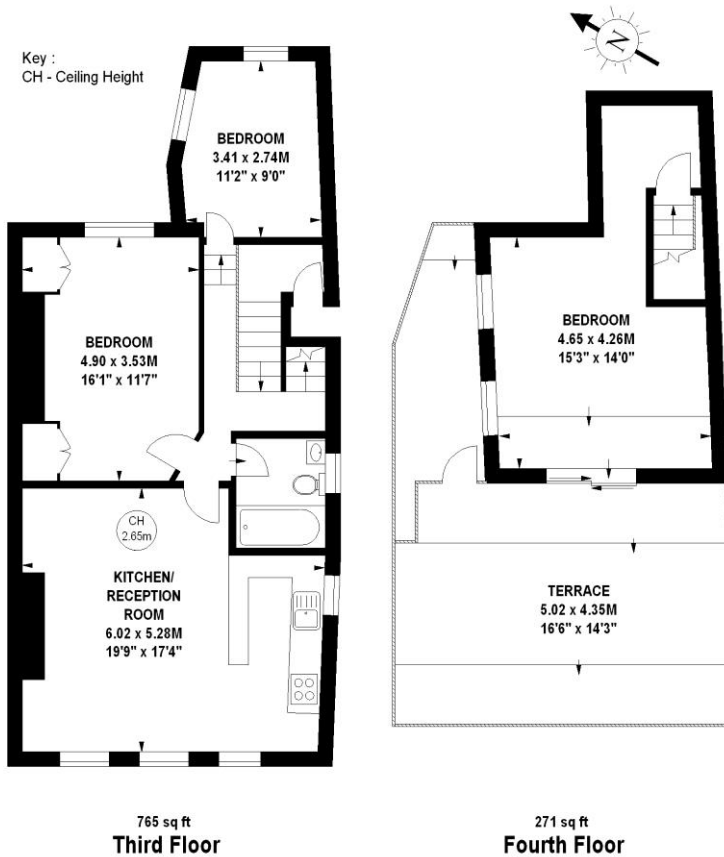 Key :
CH - Ceiling Height
N
BEDROOM
3.41 x 2.74M
11'2" x 9'0"
BEDROOM
4.90 x 3.53M
16'1" x 11'7"
BEDROOM
4.65 x 4.26M
15'3" x 14'0"
CH
2.65m
KITCHEN/
RECEPTION
ROOM
6.02 x 5.28M
19'9" x 17'4"
TERRACE
5.02 x 4.35M
16'6" x 14'3"
765 sq ft
Third Floor
271 sq ft
Fourth Floor